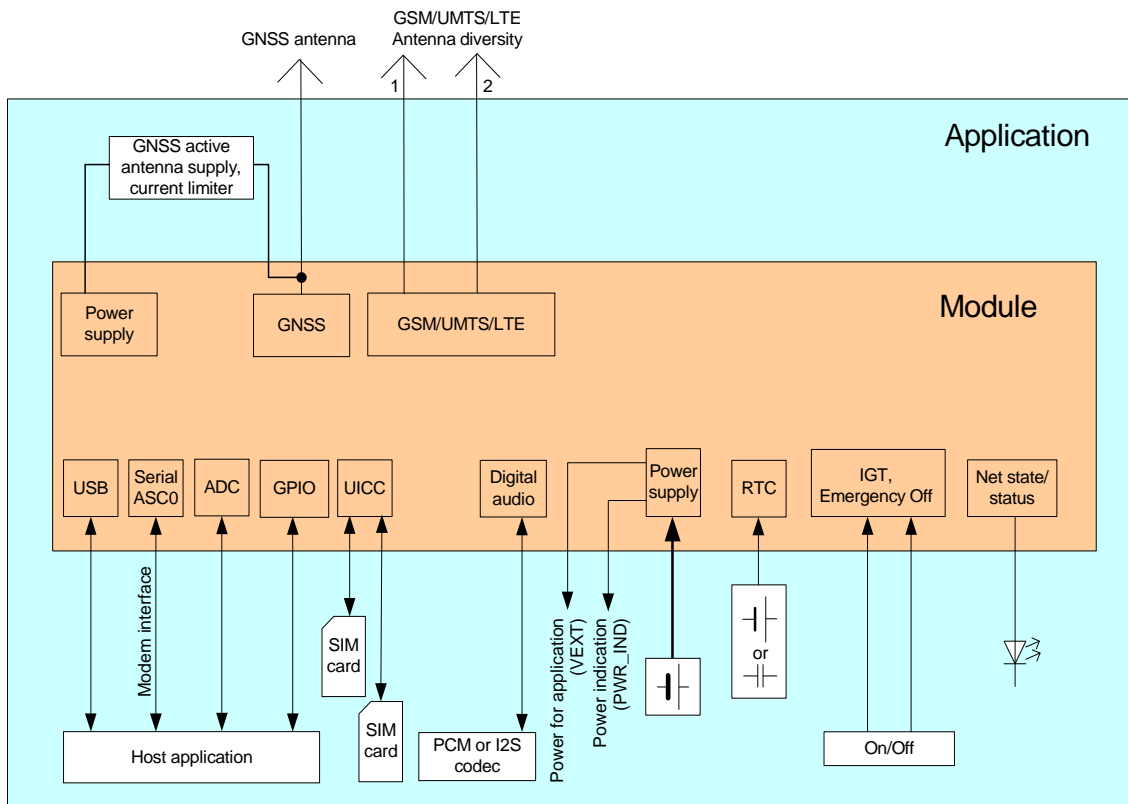 GNSS antenna
GSM/UMTS/LTE
Antenna diversity
1
2
Application
GNSS active
antenna supply,
current limiter
Module
Power
supply
GNSS
GSM/UMTS/LTE
USB
Serial
ASC0
ADC
GPIO
UICC
Digital
audio
Power
supply
RTC
IGT,
Emergency Off
Net state/
status
Modem interface
SIM
card
SIM
card
Power for application
(VEXT)
Power indication
(PWR_IND)
or
Host application
PCM or I2S
codec
On/Off